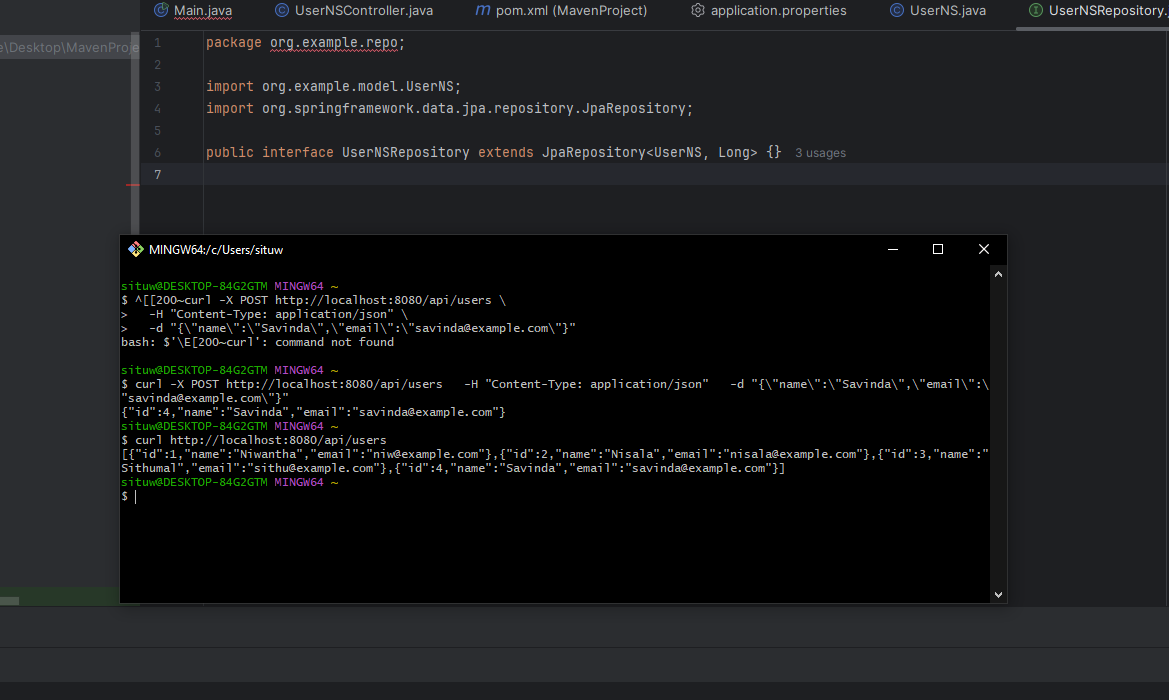 Main.java UserNSController.java pom.xml (MavenProject) application.properties UserNS.java UserNSRepository.
e\Desktop\MavenProje
1 package org.example.repo;
2
3 import org.example.model.UserNS;
4 import org.springframework.data.jpa.repository.JpaRepository;
5
6 public interface UserNSRepository extends JpaRepository<UserNS, Long> {} 3 usages
7
MINGW64:/c/Users/situw
situw@DESKTOP-84G2GTM MINGW64 ~
$ ^[[200~curl -X POST http://localhost:8080/api/users \
>   -H "Content-Type: application/json" \
>   -d "{\"name\":\"Savinda\",\"email\":\"savinda@example.com\"}"
bash: $'\E[200~curl': command not found
situw@DESKTOP-84G2GTM MINGW64 ~
$ curl -X POST http://localhost:8080/api/users   -H "Content-Type: application/json"   -d "{\"name\":\"Savinda\",\"email\":\
"savinda@example.com\"}"
{"id":4,"name":"Savinda","email":"savinda@example.com"}
situw@DESKTOP-84G2GTM MINGW64 ~
$ curl http://localhost:8080/api/users
[{"id":1,"name":"Niwantha","email":"niw@example.com"},{"id":2,"name":"Nisala","email":"nisala@example.com"},{"id":3,"name":"
Sithumal","email":"sithu@example.com"},{"id":4,"name":"Savinda","email":"savinda@example.com"}]
situw@DESKTOP-84G2GTM MINGW64 ~
$